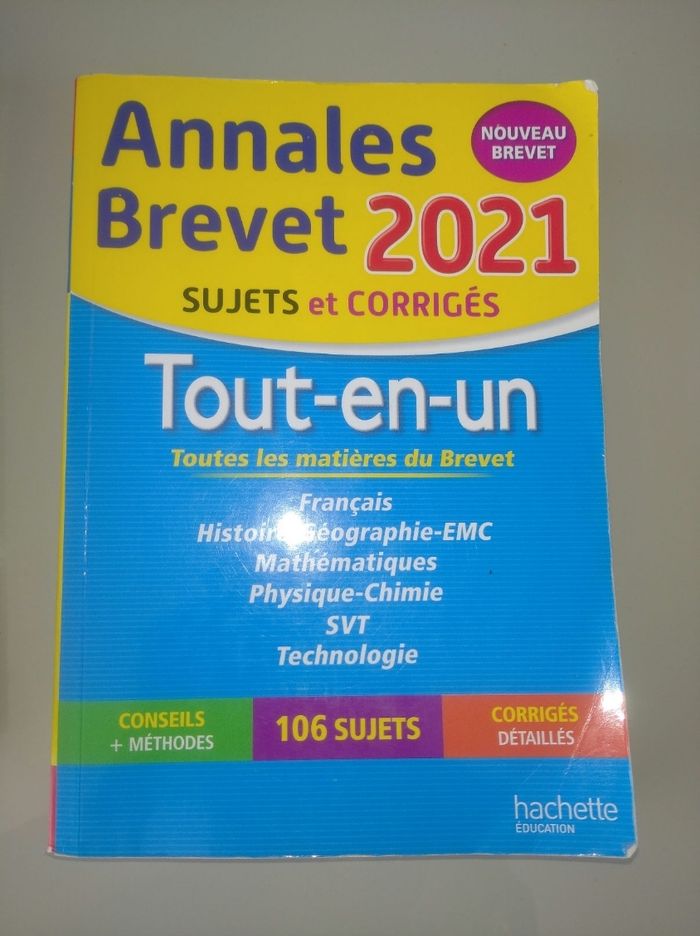 Annales
NOUVEAU
BREVET
Brevet 2021
SUJETS et CORRIGÉS
Tout-en-un
Toutes les matières du Brevet
Français
Histoire-Géographie-EMC
Mathématiques
Physique-Chimie
SVT
Technologie
CONSEILS
+ MÉTHODES
106 SUJETS
CORRIGÉS
DÉTAILLÉS
hachette
ÉDUCATION